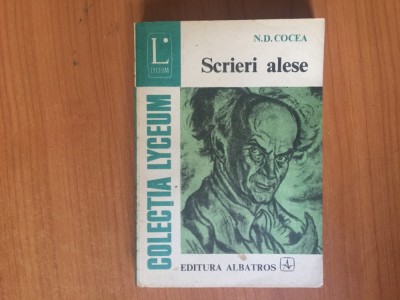 N.D.COCEA
Scrieri alese
L
LYCEUM
COLECȚIA LYCEUM
EDITURA ALBATROS